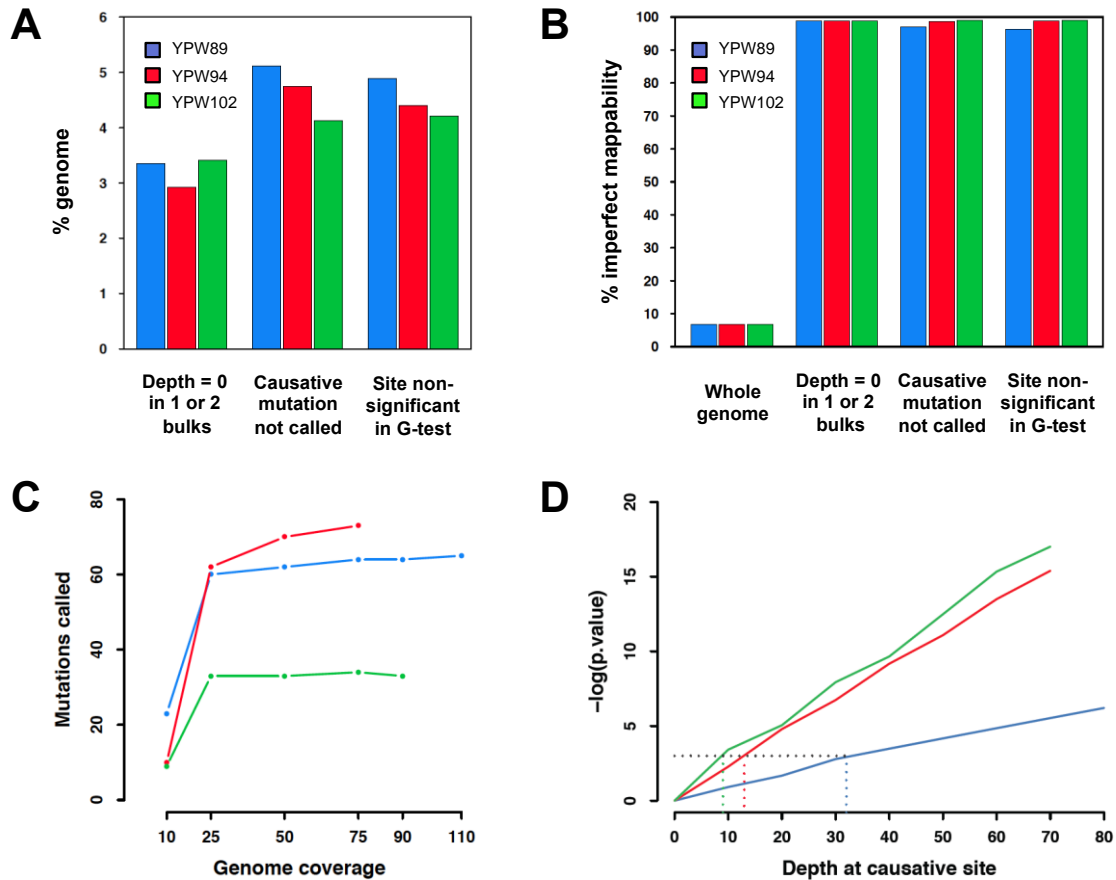 A
6
5
4
3
2
1
0
% genome
YPW89
YPW94
YPW102
Depth = 0
in 1 or 2
bulks
Causative
mutation
not called
Site non-
significant
in G-test
B
100
90
80
70
60
50
40
30
20
10
0
% imperfect mappability
YPW89
YPW94
YPW102
Whole
genome
Depth = 0
in 1 or 2
bulks
Causative
mutation
not called
Site non-
significant
in G-test
C
80
60
40
20
0
Mutations called
10 25 50 75 90 110
Genome coverage
D
20
15
10
5
0
−log(p.value)
0 10 20 30 40 50 60 70 80
Depth at causative site